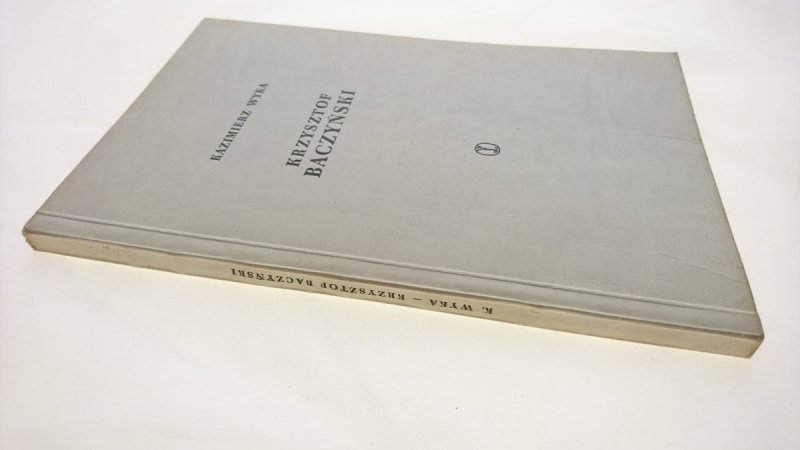 KAZIMIERZ WYKA
KRZYSZTOF
BACZYŃSKI
K. WYKA – KRZYSZTOF BACZYŃSKI